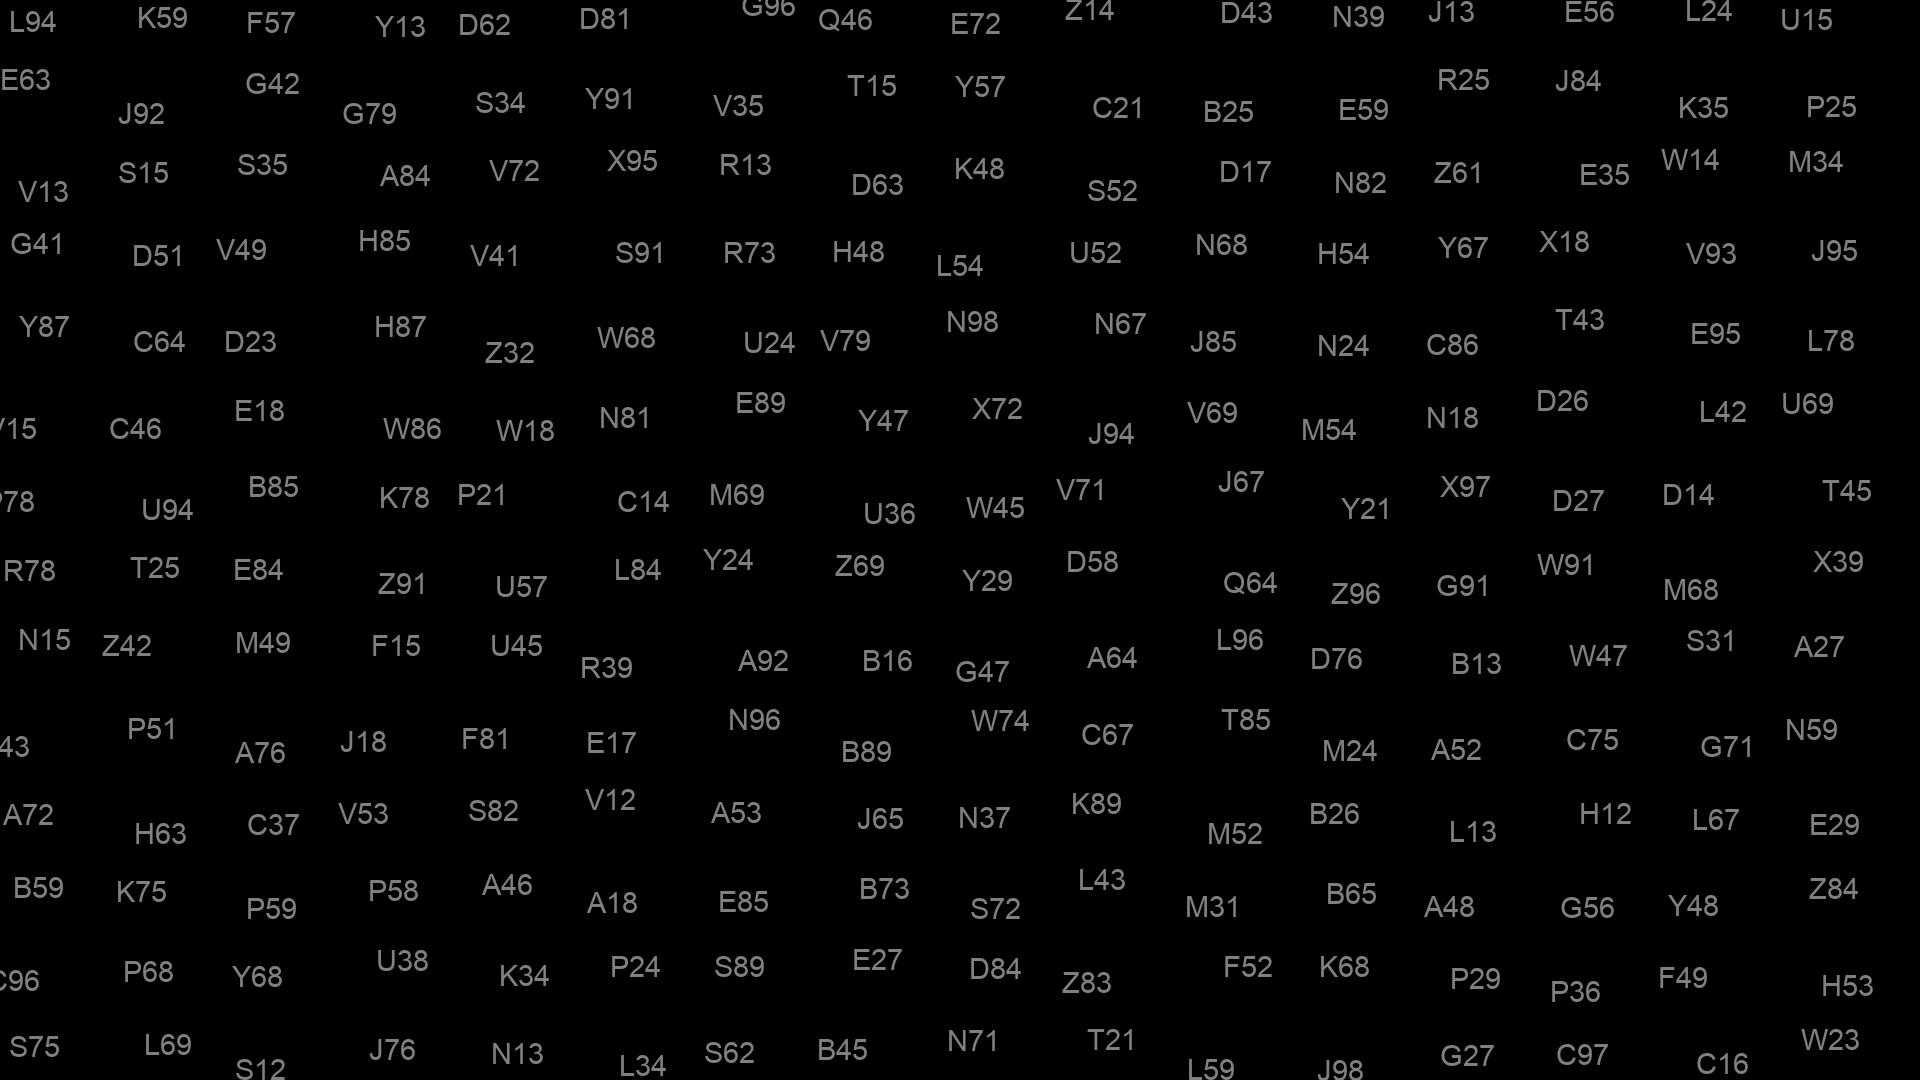 L94 K59 F57 Y13 D62 D81 G96 Q46 E72 Z14 D43 N39 J13 E56 L24 U15
E63 J92 G42 G79 S34 Y91 V35 T15 Y57 C21 B25 E59 R25 J84 K35 P25
V13 S15 S35 A84 V72 X95 R13 D63 K48 S52 D17 N82 Z61 E35 W14 M34
G41 D51 V49 H85 V41 S91 R73 H48 L54 U52 N68 H54 Y67 X18 V93 J95
Y87 C64 D23 H87 Z32 W68 U24 V79 N98 N67 J85 N24 C86 T43 E95 L78
C46 E18 W86 W18 N81 E89 Y47 X72 J94 V69 M54 N18 D26 L42 U69
U94 B85 K78 P21 C14 M69 U36 W45 V71 J67 Y21 X97 D27 D14 T45
R78 T25 E84 Z91 U57 L84 Y24 Z69 Y29 D58 Q64 Z96 G91 W91 M68 X39
N15 Z42 M49 F15 U45 R39 A92 B16 G47 A64 L96 D76 B13 W47 S31 A27
43 P51 A76 J18 F81 E17 N96 B89 W74 C67 T85 M24 A52 C75 G71 N59
A72 H63 C37 V53 S82 V12 A53 J65 N37 K89 M52 B26 L13 H12 L67 E29
B59 K75 P59 P58 A46 A18 E85 B73 S72 L43 M31 B65 A48 G56 Y48 Z84
C96 P68 Y68 U38 K34 P24 S89 E27 D84 Z83 F52 K68 P29 P36 F49 H53
S75 L69 S12 J76 N13 L34 S62 B45 N71 T21 L59 J98 G27 C97 C16 W23